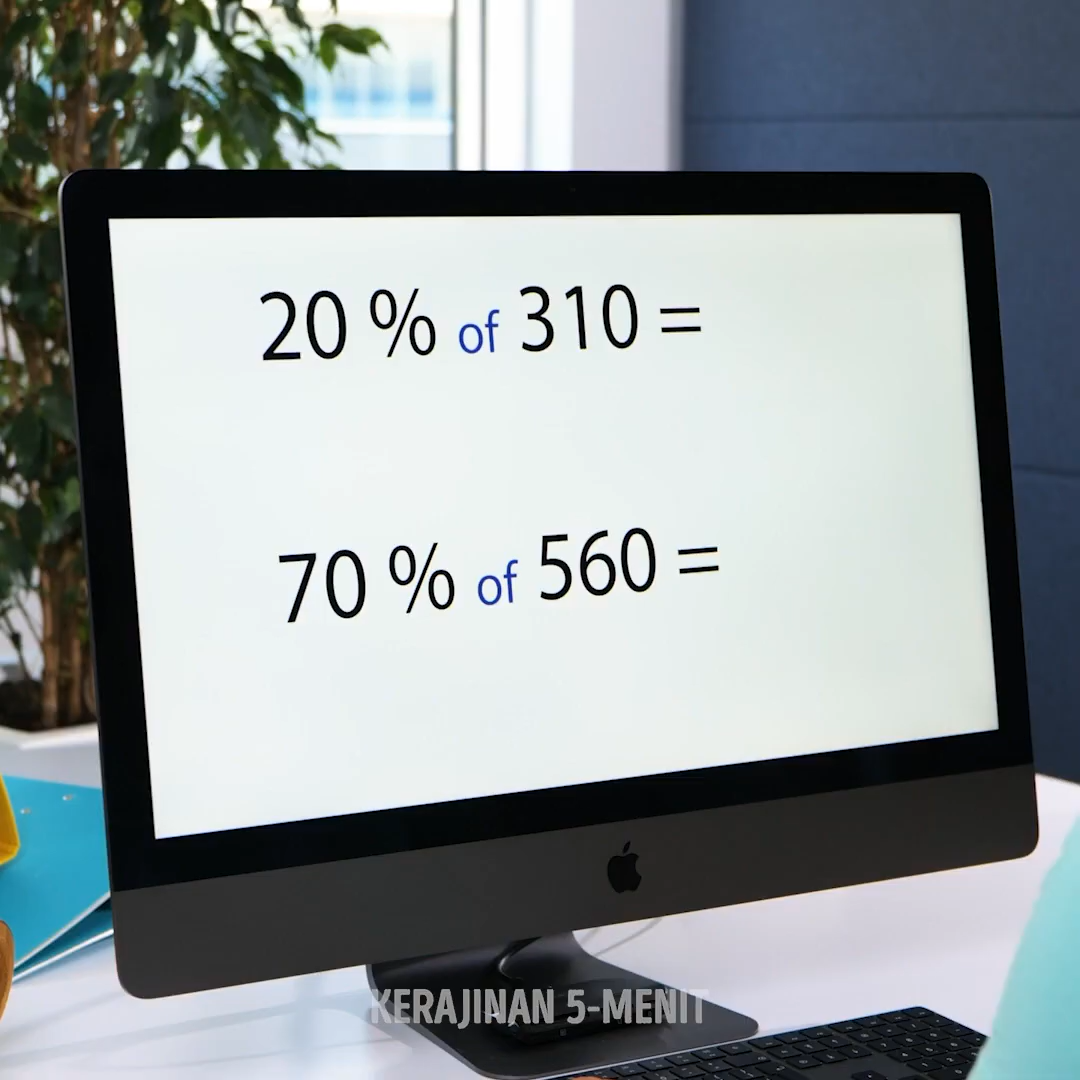 20 % of 310 =
70 % of 560 =
KERAJINAN 5-MENIT